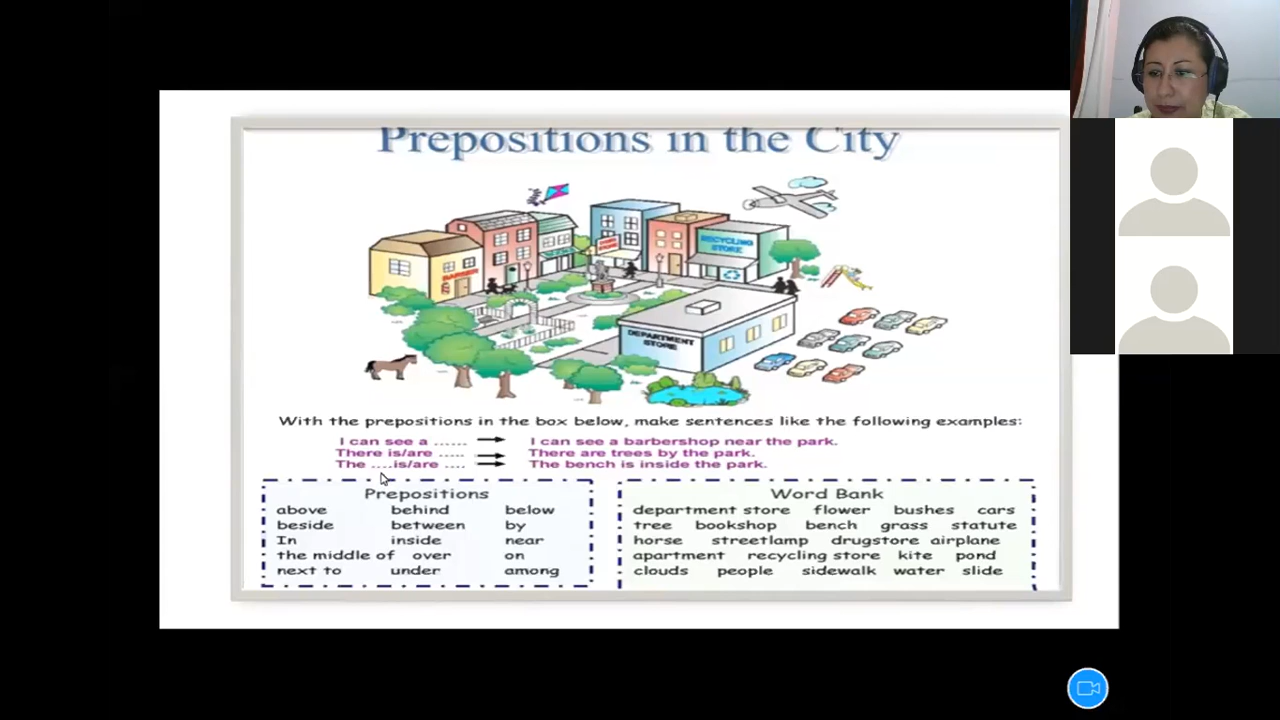 Prepositions in the City
RECYCLING
STORE
BARBER
DEPARTMENT
STORE
With the prepositions in the box below, make sentences like the following examples:
I can see a ...... I can see a barbershop near the park.
There is/are ..... There are trees by the park.
The ....is/are .... The bench is inside the park.
Prepositions
above behind below
beside between by
In inside near
the middle of over on
next to under among
Word Bank
department store flower bushes cars
tree bookshop bench grass statute
horse streetlamp drugstore airplane
apartment recycling store kite pond
clouds people sidewalk water slide